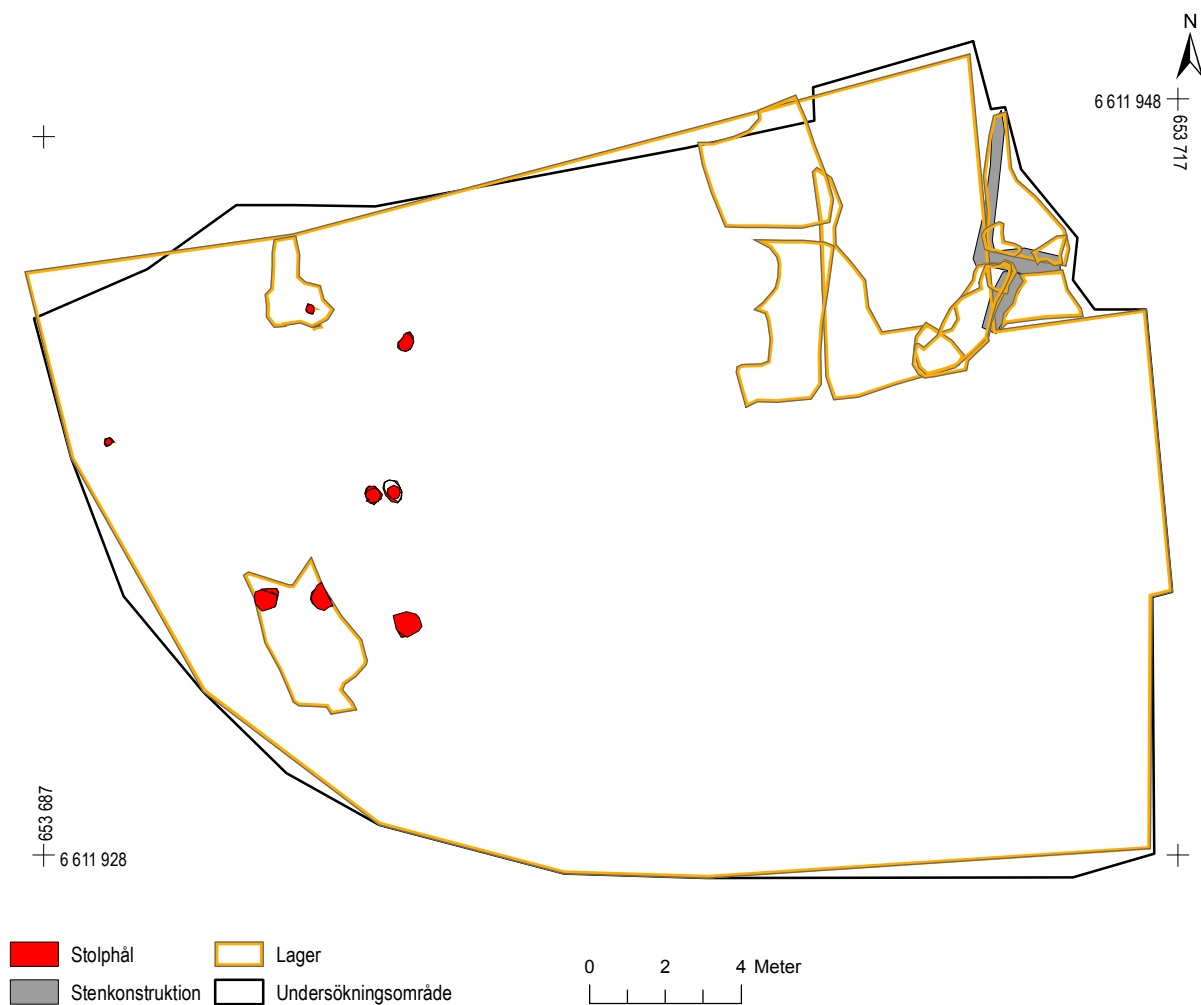 N
6 611 948
653 717
653 687
6 611 928
Stolphål
Lager
Stenkonstruktion
Undersökningsområde
0 2 4 Meter